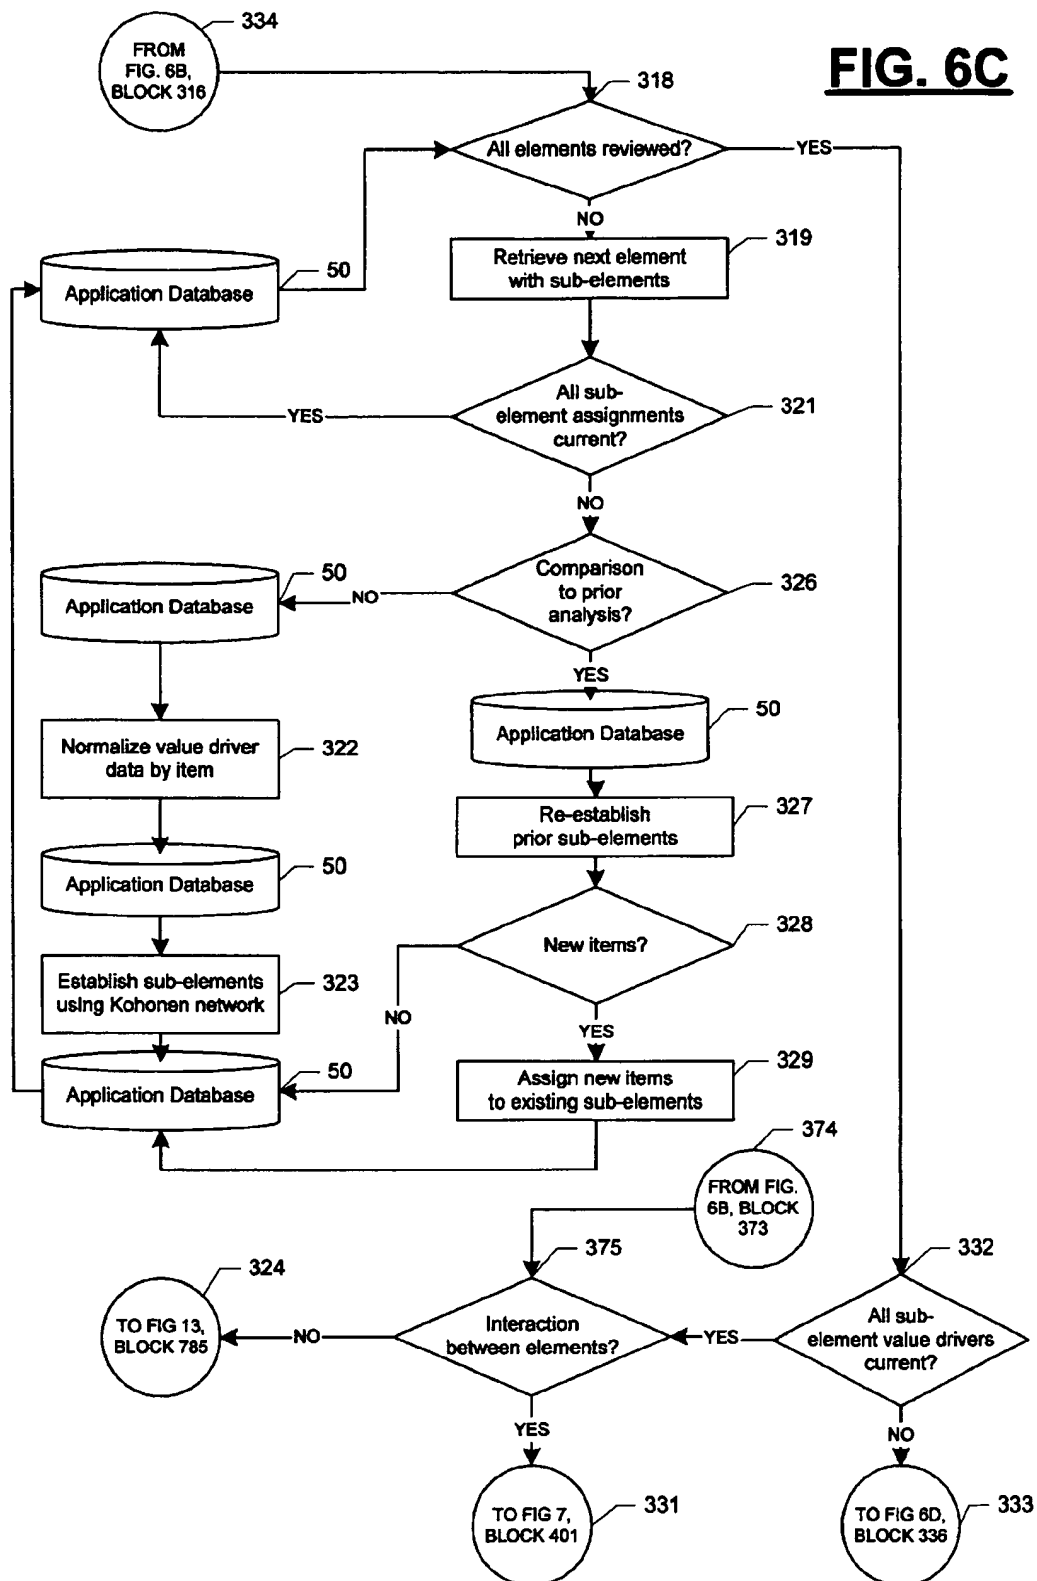 334
FROM
FIG. 6B,
BLOCK 316
FIG. 6C
318
All elements reviewed?
YES
NO
319
Retrieve next element
with sub-elements
50
Application Database
All sub-
element assignments
current?
321
YES
NO
50
Application Database
NO
Comparison
to prior
analysis?
326
YES
50
Application Database
Normalize value driver
data by item
322
Re-establish
prior sub-elements
327
50
Application Database
New items?
328
Establish sub-elements
using Kohonen network
323
NO
YES
50
Application Database
Assign new items
to existing sub-elements
329
374
FROM FIG.
6B, BLOCK
373
375
332
324
TO FIG 13,
BLOCK 785
NO
Interaction
between elements?
YES
All sub-
element value drivers
current?
YES
NO
TO FIG 7,
BLOCK 401
331
TO FIG 6D,
BLOCK 336
333